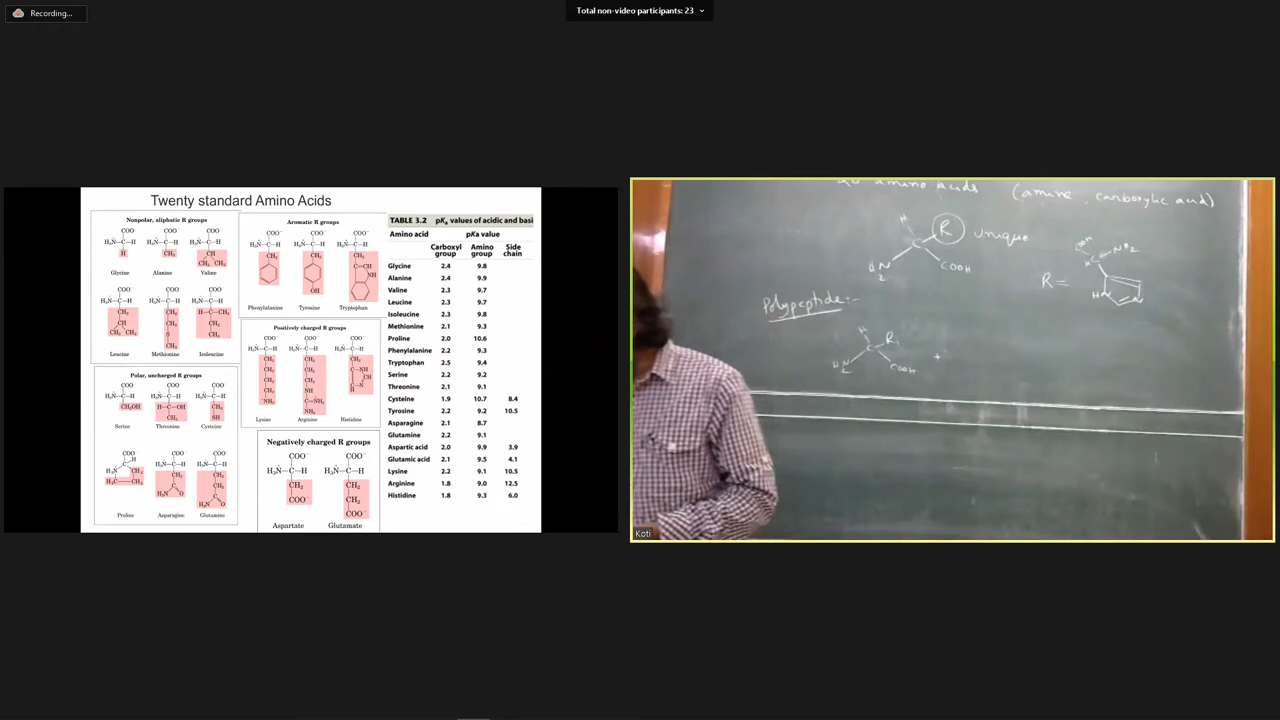 Recording...
Total non-video participants: 23
Twenty standard Amino Acids
Nonpolar, aliphatic R groups
Glycine
Alanine
Valine
Leucine
Methionine
Isoleucine
Polar, uncharged R groups
Serine
Threonine
Cysteine
Proline
Asparagine
Glutamine
Aromatic R groups
Phenylalanine
Tyrosine
Tryptophan
Positively charged R groups
Lysine
Arginine
Histidine
Negatively charged R groups
Aspartate
Glutamate
TABLE 3.2 pKa values of acidic and basi
Amino acid pKa value
Carboxyl group Amino group Side chain
Glycine 2.4 9.8
Alanine 2.4 9.9
Valine 2.3 9.7
Leucine 2.3 9.7
Isoleucine 2.3 9.8
Methionine 2.1 9.3
Proline 2.0 10.6
Phenylalanine 2.2 9.3
Tryptophan 2.5 9.4
Serine 2.2 9.2
Threonine 2.1 9.1
Cysteine 1.9 10.7 8.4
Tyrosine 2.2 9.2 10.5
Asparagine 2.1 8.7
Glutamine 2.2 9.1
Aspartic acid 2.0 9.9 3.9
Glutamic acid 2.1 9.5 4.1
Lysine 2.2 9.1 10.5
Arginine 1.8 9.0 12.5
Histidine 1.8 9.3 6.0
20 amino acids (amine, carboxylic acid)
H
R unique
H2N
COOH
R =
HN
N
Polypeptide:-
H
R1
H2N
COOH
+
Koti